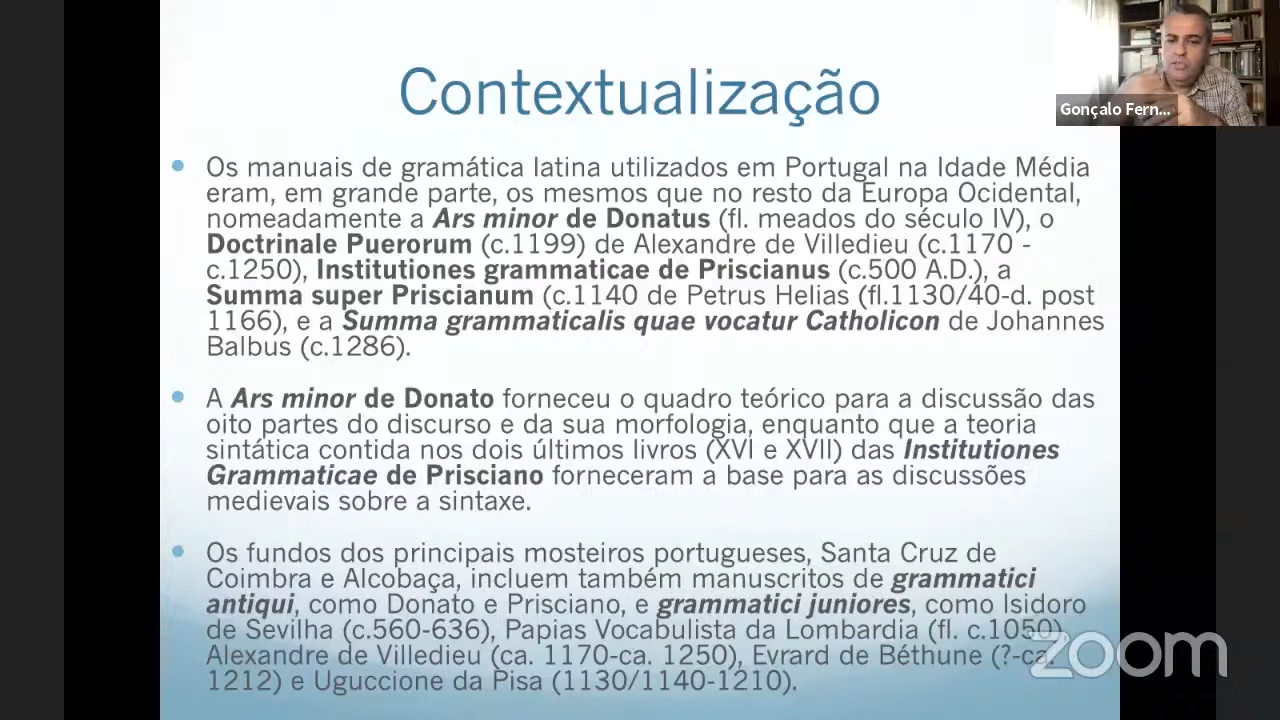 Contextualização
Gonçalo Fern...
• Os manuais de gramática latina utilizados em Portugal na Idade Média
eram, em grande parte, os mesmos que no resto da Europa Ocidental,
nomeadamente a Ars minor de Donatus (fl. meados do século IV), o
Doctrinale Puerorum (c.1199) de Alexandre de Villedieu (c.1170 -
c.1250), Institutiones grammaticae de Priscianus (c.500 A.D.), a
Summa super Priscianum (c.1140 de Petrus Helias (fl.1130/40-d. post
1166), e a Summa grammaticalis quae vocatur Catholicon de Johannes
Balbus (c.1286).
• A Ars minor de Donato forneceu o quadro teórico para a discussão das
oito partes do discurso e da sua morfologia, enquanto que a teoria
sintática contida nos dois últimos livros (XVI e XVII) das Institutiones
Grammaticae de Prisciano forneceram a base para as discussões
medievais sobre a sintaxe.
• Os fundos dos principais mosteiros portugueses, Santa Cruz de
Coimbra e Alcobaça, incluem também manuscritos de grammatici
antiqui, como Donato e Prisciano, e grammatici juniores, como Isidoro
de Sevilha (c.560-636), Papias Vocabulista da Lombardia (fl. c.1050),
Alexandre de Villedieu (ca. 1170-ca. 1250), Evrard de Béthune (?-ca.
1212) e Uguccione da Pisa (1130/1140-1210).
zoom